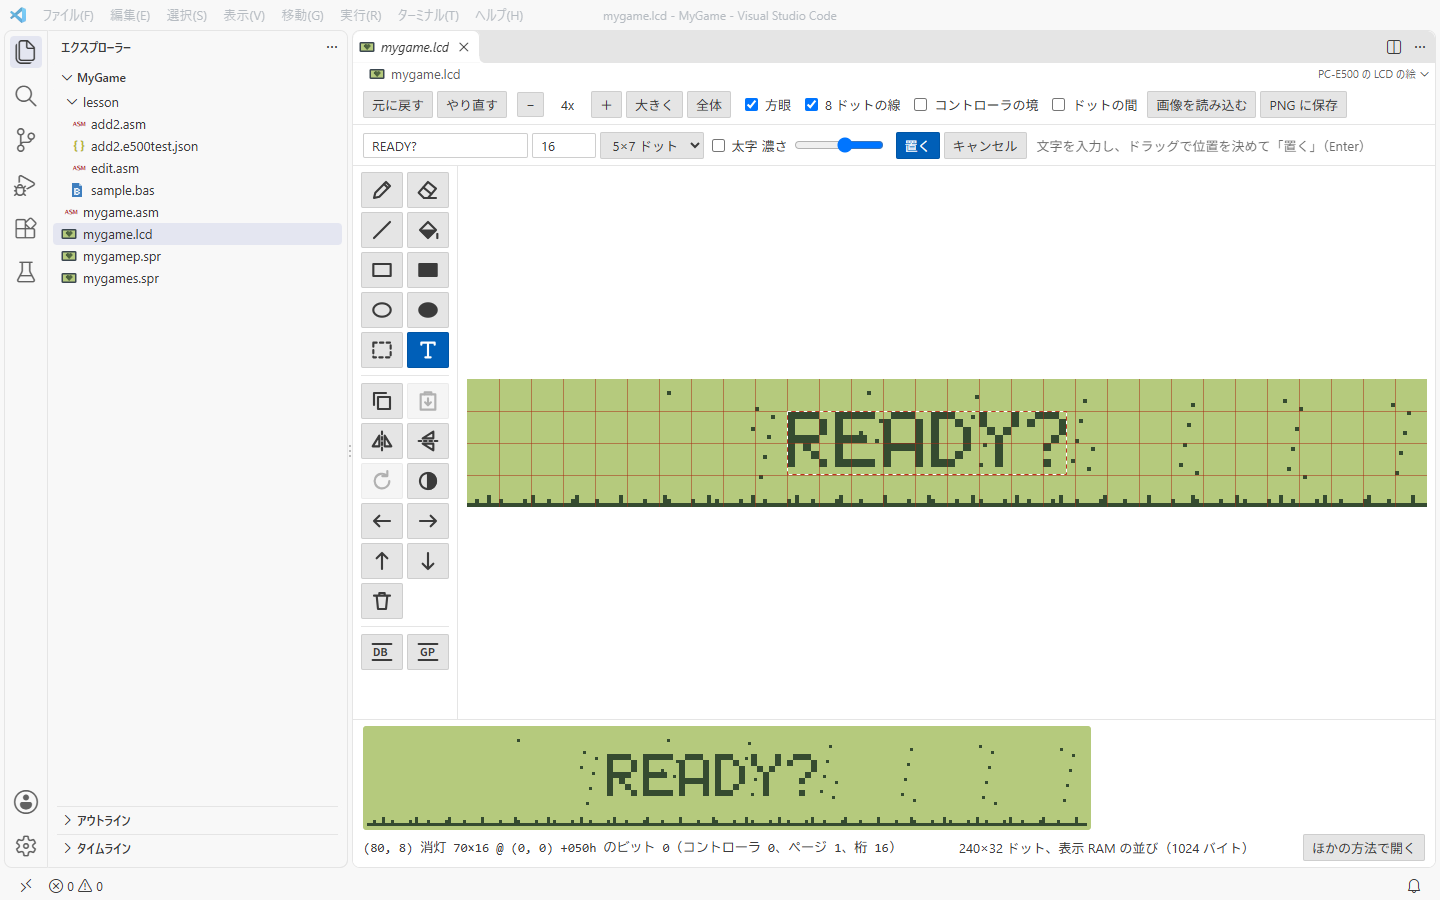 ファイル(F) 編集(E) 選択(S) 表示(V) 移動(G) 実行(R) ターミナル(T) ヘルプ(H)
mygame.lcd - MyGame - Visual Studio Code
エクスプローラー
MyGame
lesson
add2.asm
add2.e500test.json
edit.asm
sample.bas
mygame.asm
mygame.lcd
mygamep.spr
mygames.spr
アウトライン
タイムライン
mygame.lcd
mygame.lcd
PC-E500 の LCD の絵
元に戻す やり直す − 4x ＋ 大きく 全体 方眼 8 ドットの線 コントローラの境 ドットの間 画像を読み込む PNG に保存
READY? 16 5×7 ドット 太字 濃さ 置く キャンセル 文字を入力し、ドラッグで位置を決めて「置く」(Enter)
T
READY?
DB GP
READY?
(80, 8) 消灯 70×16 @ (0, 0) +050h のビット 0 (コントローラ 0、ページ 1、桁 16)
240×32 ドット、表示 RAM の並び (1024 バイト)
ほかの方法で開く
0 0